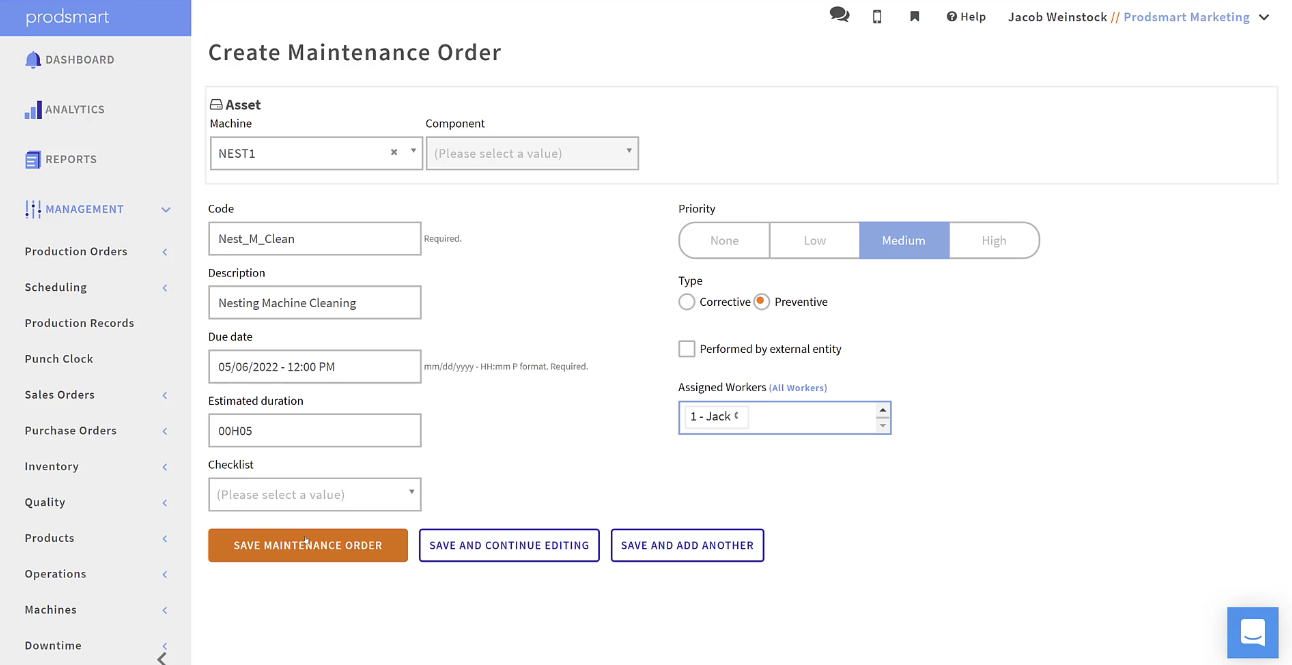 prodsmart
Help
Jacob Weinstock // Prodsmart Marketing
DASHBOARD
ANALYTICS
REPORTS
MANAGEMENT
Production Orders
Scheduling
Production Records
Punch Clock
Sales Orders
Purchase Orders
Inventory
Quality
Products
Operations
Machines
Downtime
Create Maintenance Order
Asset
Machine
Component
NEST1
(Please select a value)
Code
Nest_M_Clean
Required.
Description
Nesting Machine Cleaning
Due date
05/06/2022 - 12:00 PM
mm/dd/yyyy - HH:mm P format. Required.
Estimated duration
00H05
Checklist
(Please select a value)
Priority
None Low Medium High
Type
Corrective Preventive
Performed by external entity
Assigned Workers (All Workers)
1 - Jack
SAVE MAINTENANCE ORDER SAVE AND CONTINUE EDITING SAVE AND ADD ANOTHER